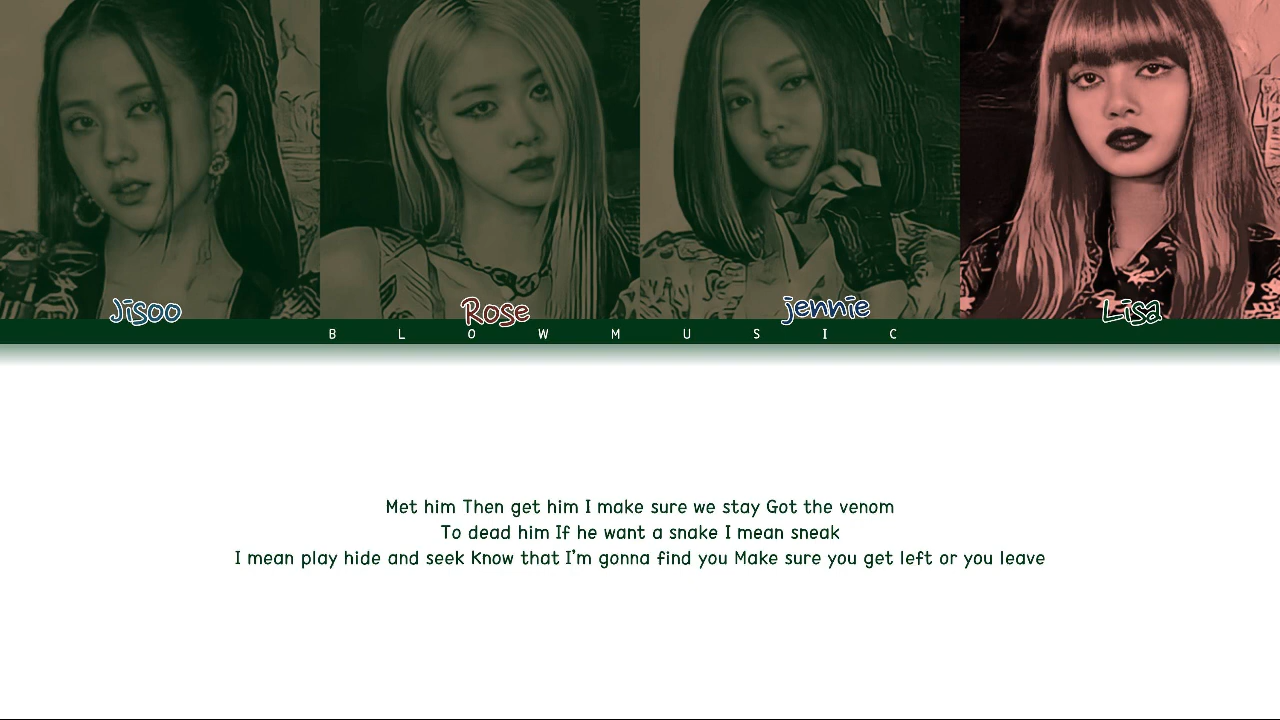 Jisoo Rose jennie Lisa
B L O W M U S I C
Met him Then get him I make sure we stay Got the venom
To dead him If he want a snake I mean sneak
I mean play hide and seek Know that I'm gonna find you Make sure you get left or you leave